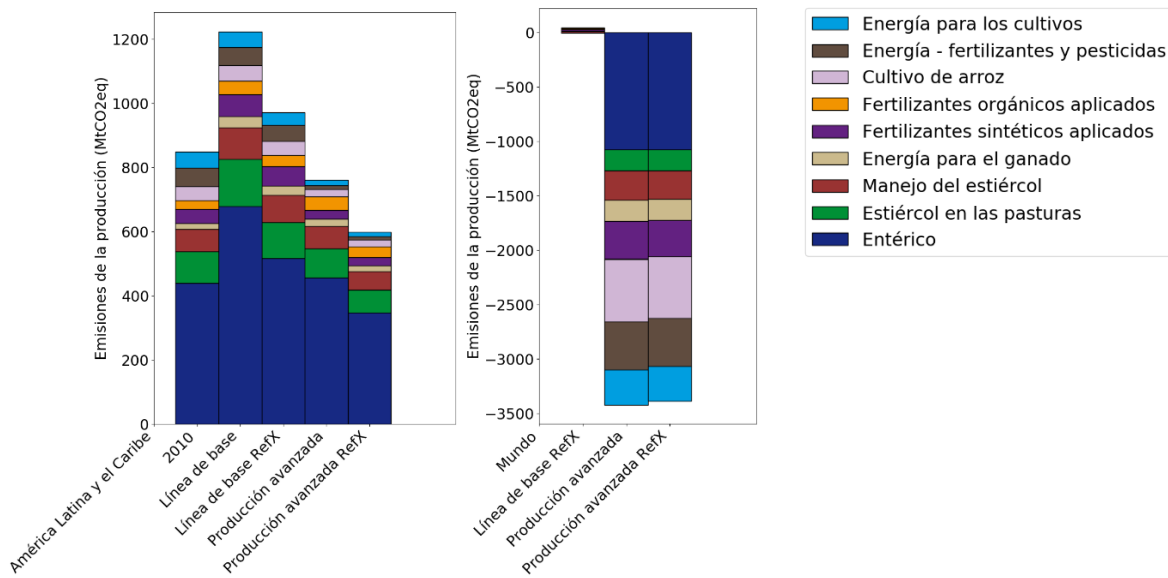 Emisiones de la producción (MtCO2eq)
1200
1000
800
600
400
200
0
América Latina y el Caribe
2010
Línea de base
Línea de base RefX
Producción avanzada
Producción avanzada RefX
Emisiones de la producción (MtCO2eq)
0
−500
−1000
−1500
−2000
−2500
−3000
−3500
Mundo
Línea de base RefX
Producción avanzada
Producción avanzada RefX
Energía para los cultivos
Energía - fertilizantes y pesticidas
Cultivo de arroz
Fertilizantes orgánicos aplicados
Fertilizantes sintéticos aplicados
Energía para el ganado
Manejo del estiércol
Estiércol en las pasturas
Entérico